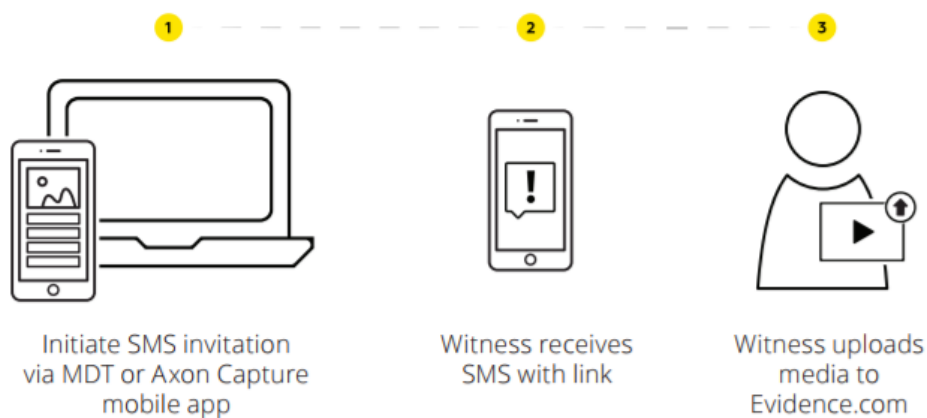 1
2
3
!
Initiate SMS invitation
via MDT or Axon Capture
mobile app
Witness receives
SMS with link
Witness uploads
media to
Evidence.com